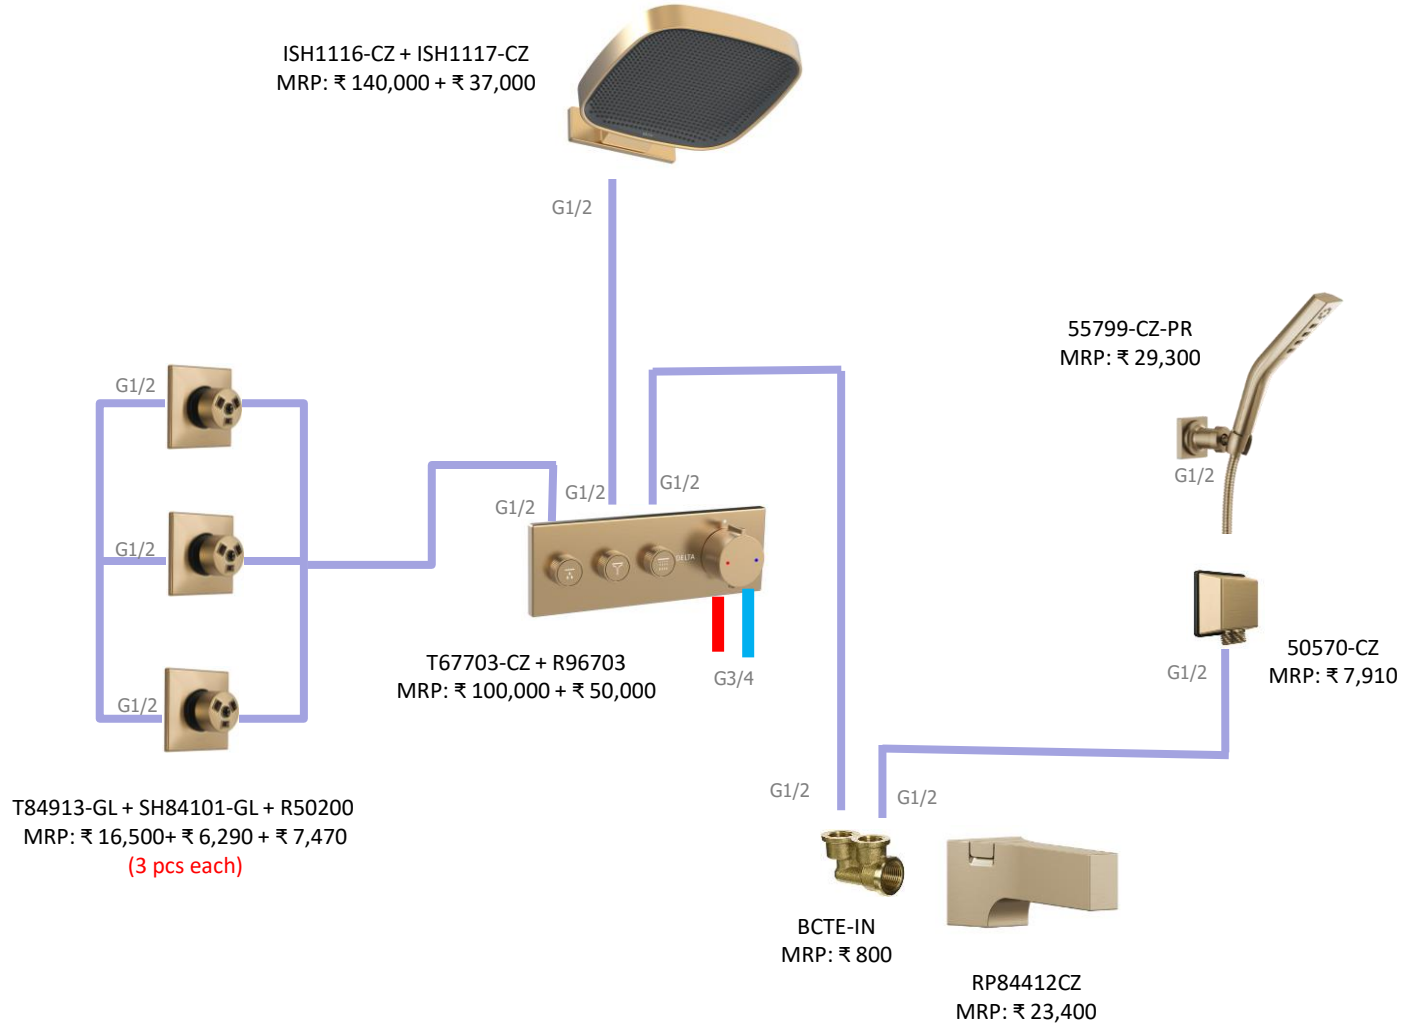 ISH1116-CZ + ISH1117-CZ
MRP: ₹ 140,000 + ₹ 37,000
G1/2
55799-CZ-PR
MRP: ₹ 29,300
G1/2
G1/2
G1/2
G1/2
G1/2
G1/2
G1/2
DELTA
T67703-CZ + R96703
MRP: ₹ 100,000 + ₹ 50,000
G3/4
G1/2
50570-CZ
MRP: ₹ 7,910
G1/2
T84913-GL + SH84101-GL + R50200
MRP: ₹ 16,500+ ₹ 6,290 + ₹ 7,470
(3 pcs each)
G1/2
G1/2
BCTE-IN
MRP: ₹ 800
RP84412CZ
MRP: ₹ 23,400